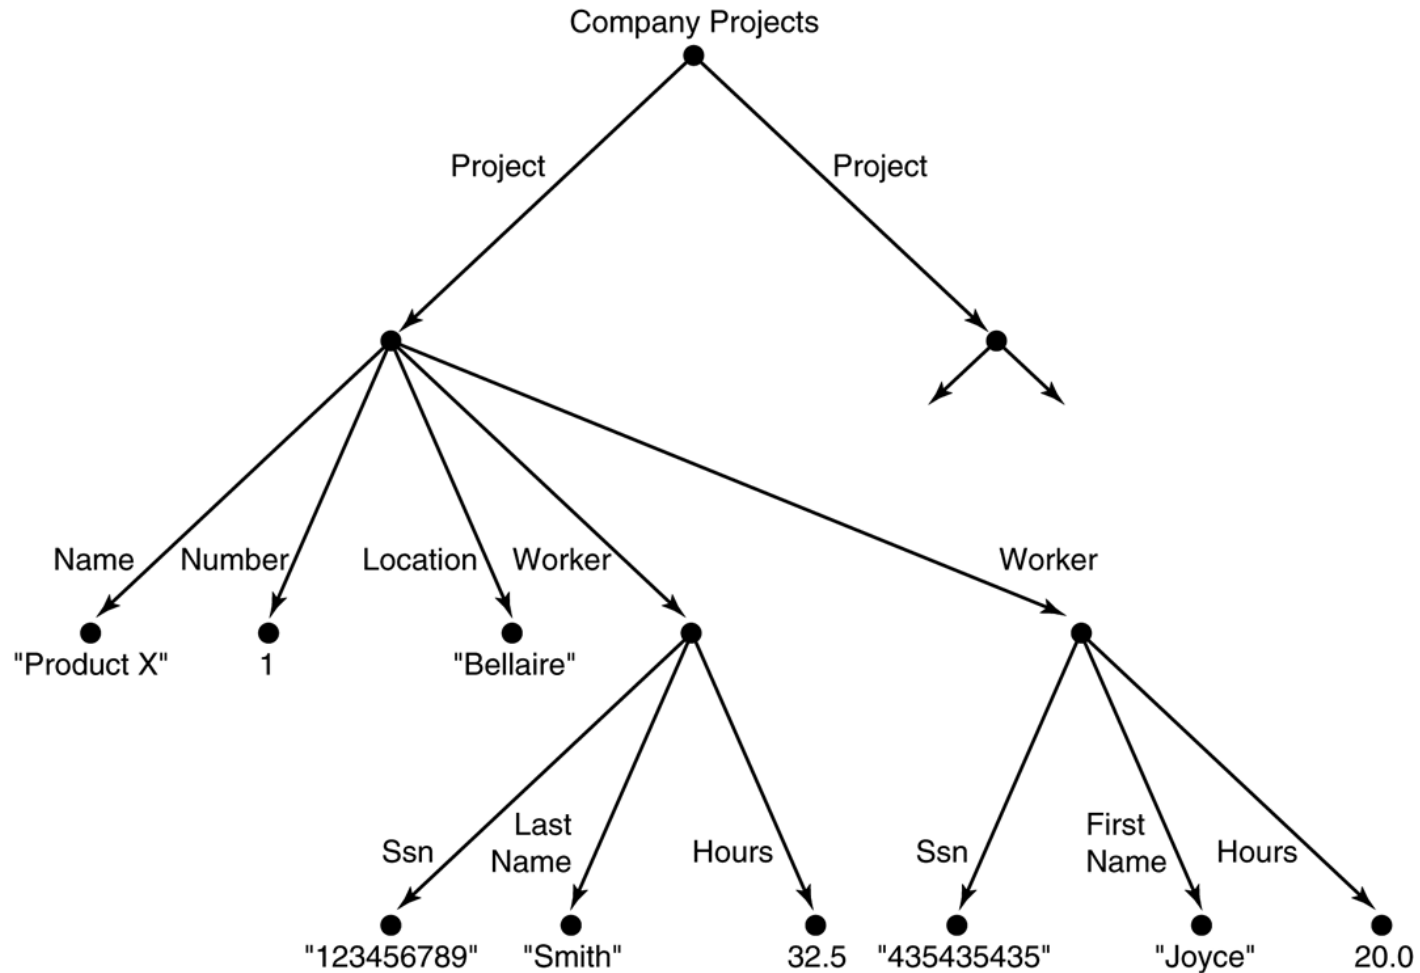 Company Projects
Project
Project
Name
Number
Location
Worker
Worker
"Product X"
1
"Bellaire"
Ssn
Last
Name
Hours
Ssn
First
Name
Hours
"123456789"
"Smith"
32.5
"435435435"
"Joyce"
20.0